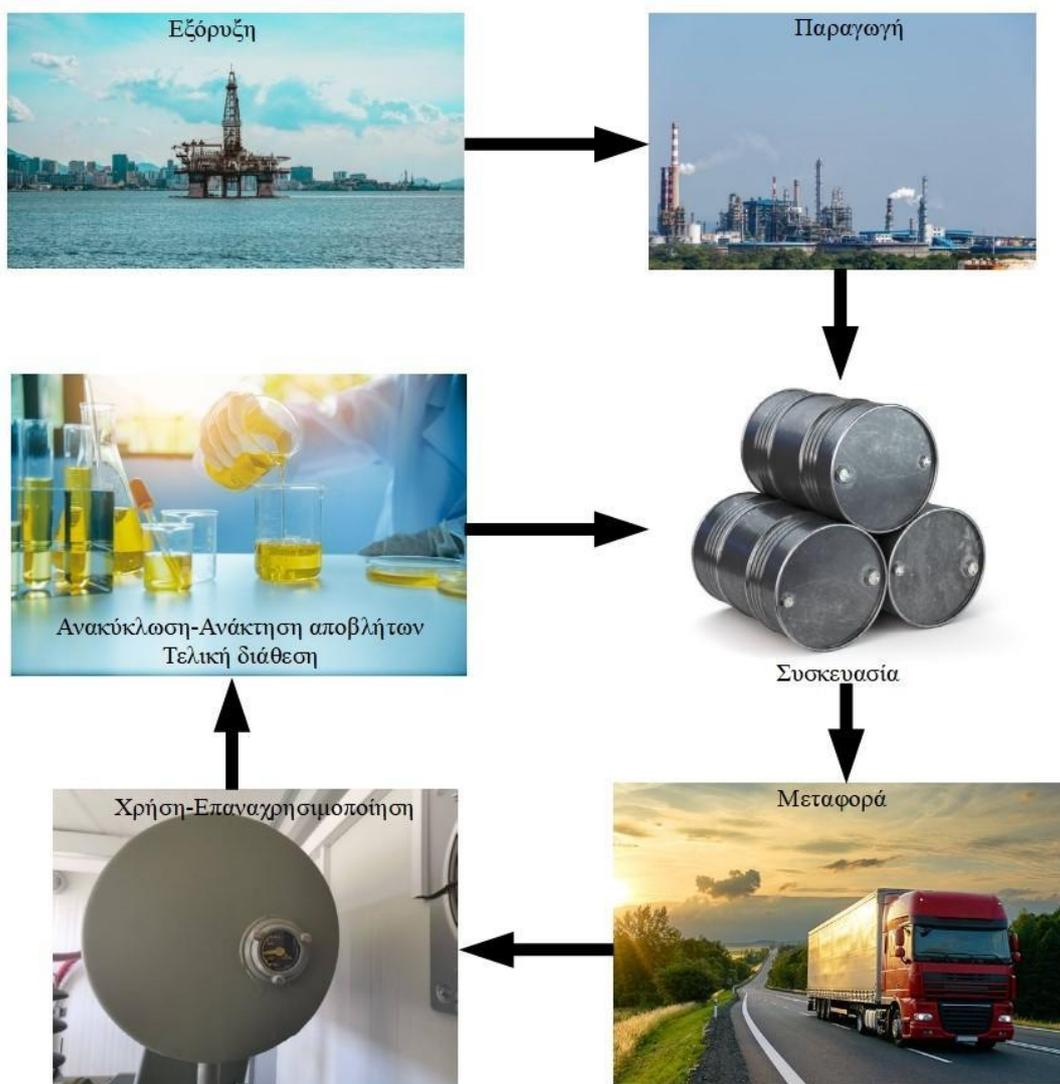 Εξόρυξη
Παραγωγή
Ανακύκλωση-Ανάκτηση αποβλήτων
Τελική διάθεση
Συσκευασία
Χρήση-Επαναχρησιμοποίηση
Μεταφορά